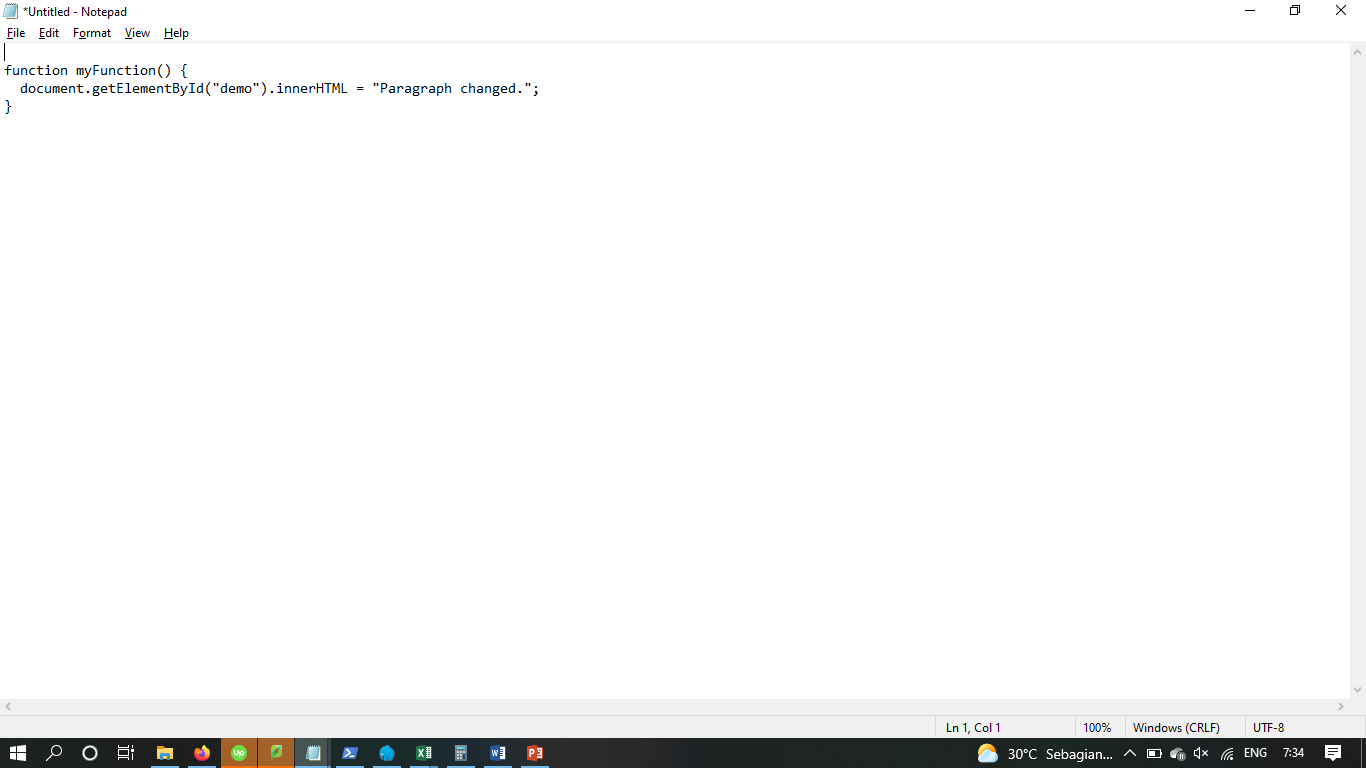 *Untitled - Notepad
File Edit Format View Help
function myFunction() {
  document.getElementById("demo").innerHTML = "Paragraph changed.";
}
Ln 1, Col 1 100% Windows (CRLF) UTF-8
Up 30°C Sebagian... ENG 7:34